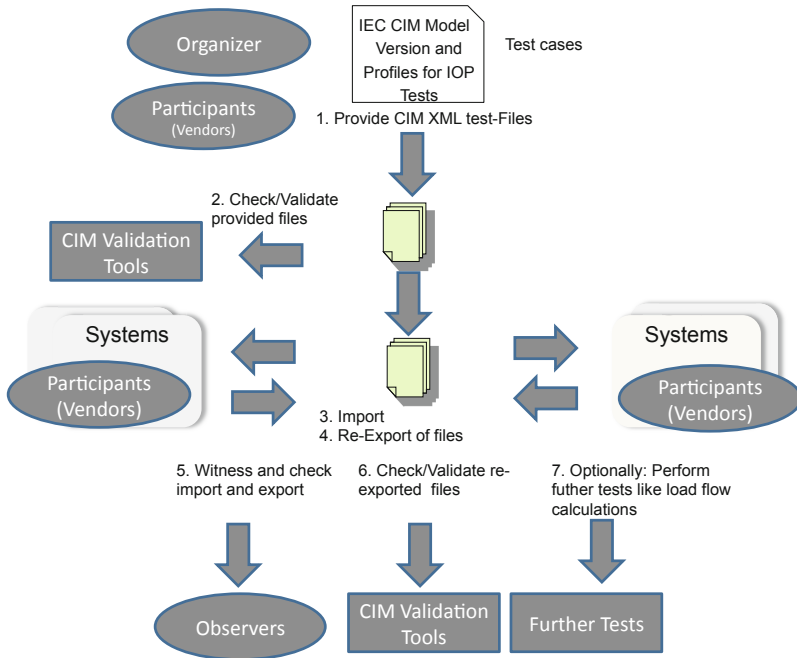 Organizer
IEC CIM Model
Version and
Profiles for IOP
Tests
Test cases
Participants
(Vendors)
1. Provide CIM XML test-Files
2. Check/Validate
provided files
CIM Validation
Tools
Systems
Participants
(Vendors)
Systems
Participants
(Vendors)
3. Import
4. Re-Export of files
5. Witness and check
import and export
6. Check/Validate re-
exported files
7. Optionally: Perform
futher tests like load flow
calculations
Observers
CIM Validation
Tools
Further Tests